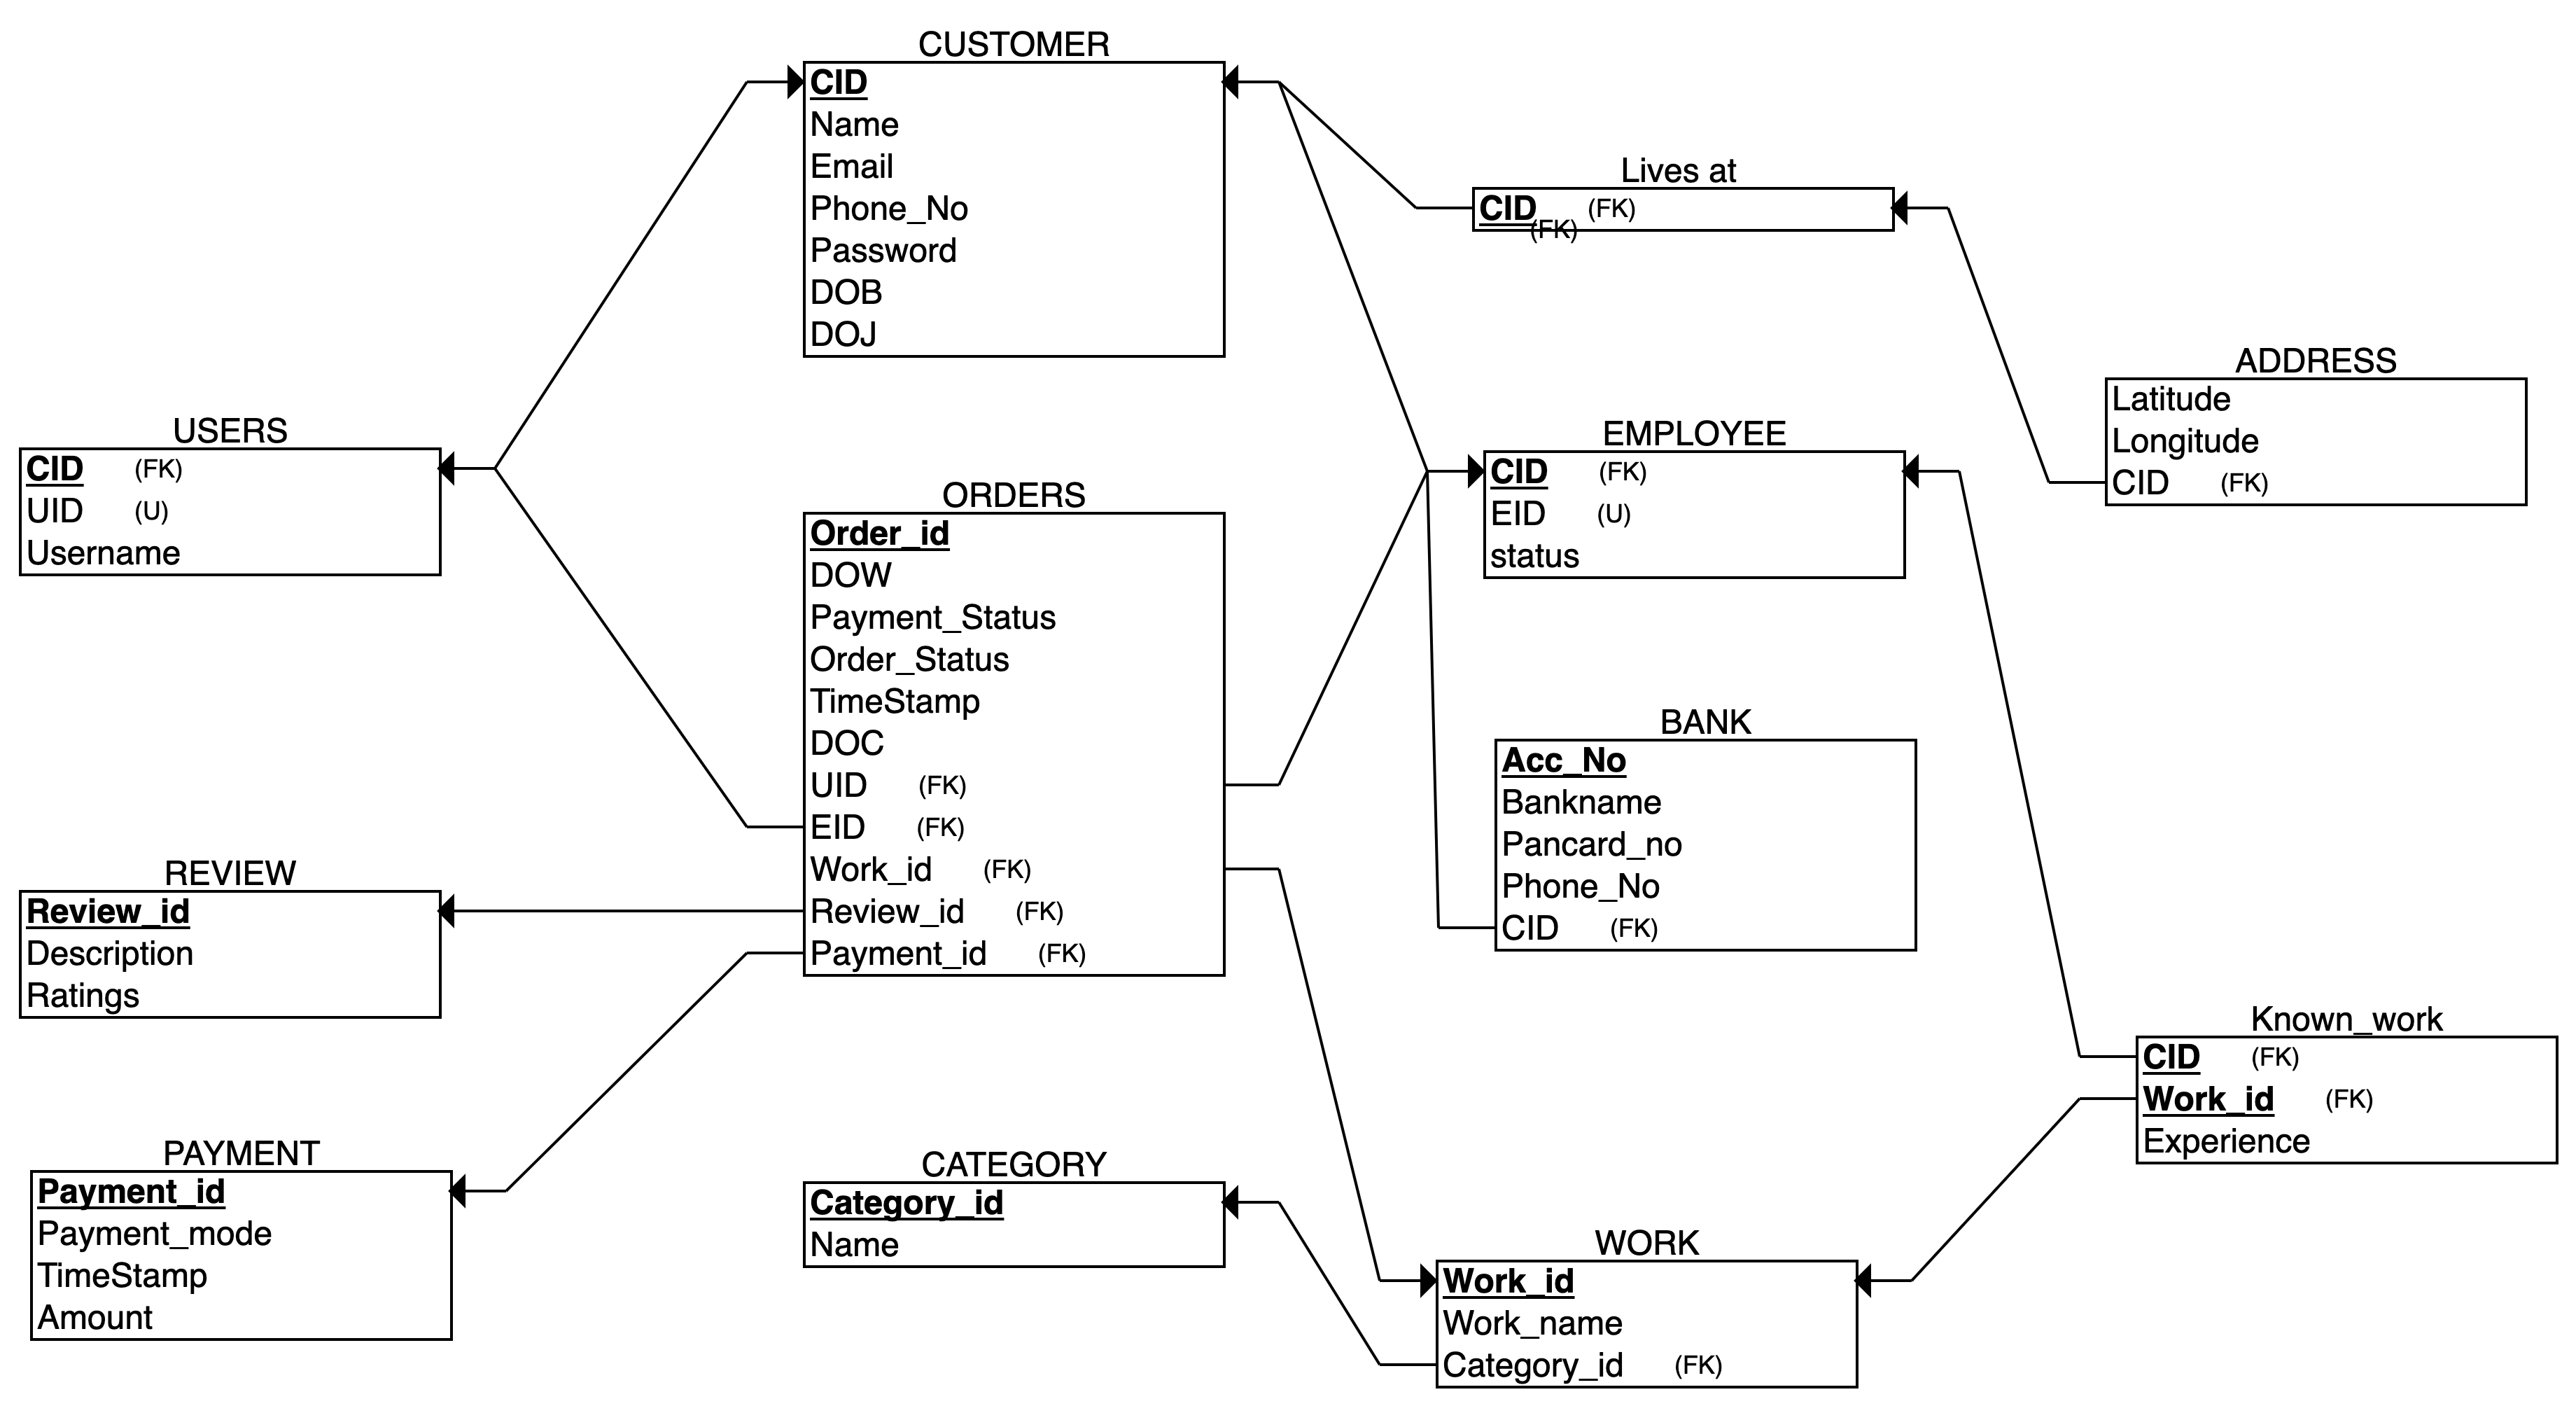 CUSTOMER
CID
Name
Email
Phone_No
Password
DOB
DOJ
Lives at
CID (FK)
(FK)
ADDRESS
Latitude
Longitude
CID (FK)
USERS
CID (FK)
UID (U)
Username
EMPLOYEE
CID (FK)
EID (U)
status
ORDERS
Order_id
DOW
Payment_Status
Order_Status
TimeStamp
DOC
UID (FK)
EID (FK)
Work_id (FK)
Review_id (FK)
Payment_id (FK)
BANK
Acc_No
Bankname
Pancard_no
Phone_No
CID (FK)
REVIEW
Review_id
Description
Ratings
Known_work
CID (FK)
Work_id (FK)
Experience
PAYMENT
Payment_id
Payment_mode
TimeStamp
Amount
CATEGORY
Category_id
Name
WORK
Work_id
Work_name
Category_id (FK)